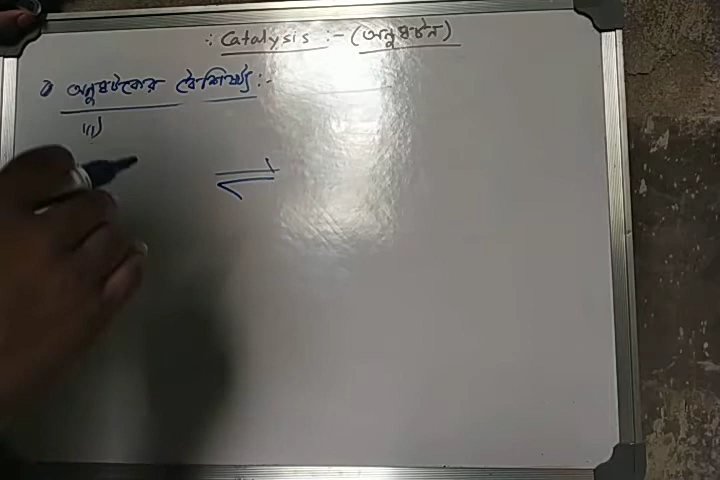 : Catalysis :- (অনুঘটন)
অনুঘটকের বৈশিষ্ট্য :-
⇌